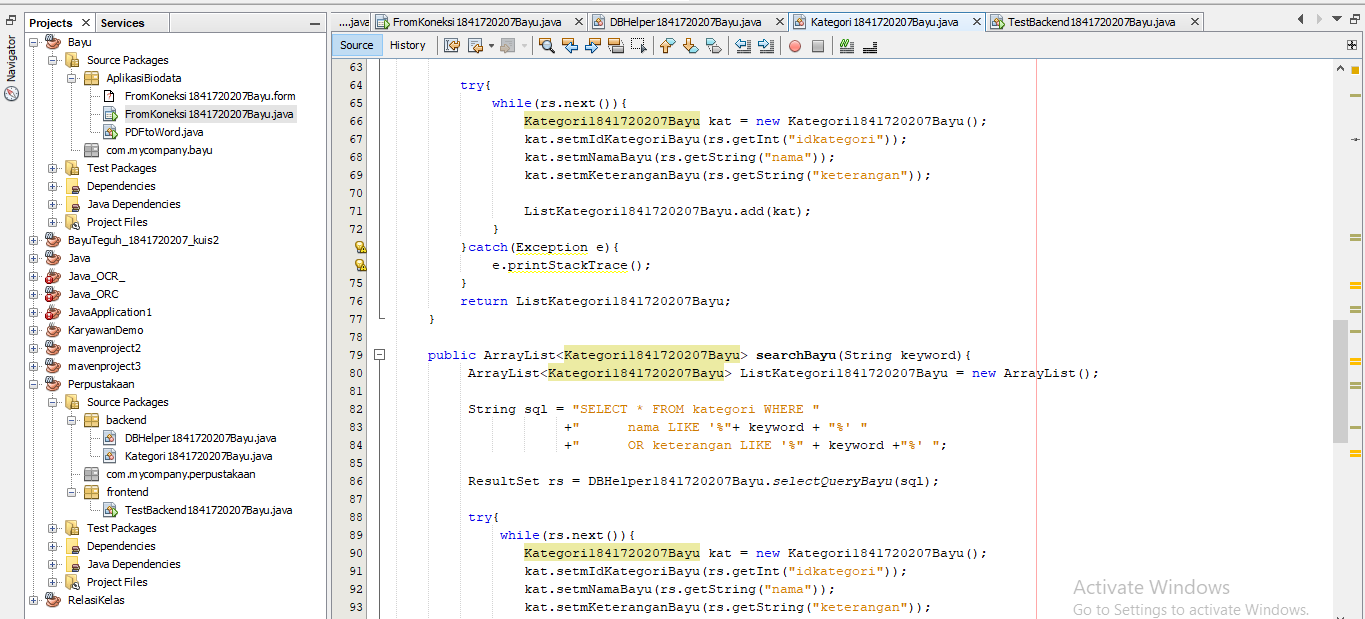 Navigator
Projects
Services
Bayu
Source Packages
AplikasiBiodata
FromKoneksi1841720207Bayu.form
FromKoneksi1841720207Bayu.java
PDFtoWord.java
com.mycompany.bayu
Test Packages
Dependencies
Java Dependencies
Project Files
BayuTeguh_1841720207_kuis2
Java
Java_OCR_
Java_ORC
JavaApplication1
KaryawanDemo
mavenproject2
mavenproject3
Perpustakaan
Source Packages
backend
DBHelper1841720207Bayu.java
Kategori1841720207Bayu.java
com.mycompany.perpustakaan
frontend
TestBackend1841720207Bayu.java
Test Packages
Dependencies
Java Dependencies
Project Files
RelasiKelas
....java FromKoneksi1841720207Bayu.java DBHelper1841720207Bayu.java Kategori1841720207Bayu.java TestBackend1841720207Bayu.java
Source History
63
64 try{
65 while(rs.next()){
66 Kategori1841720207Bayu kat = new Kategori1841720207Bayu();
67 kat.setmIdKategoriBayu(rs.getInt("idkategori"));
68 kat.setmNamaBayu(rs.getString("nama"));
69 kat.setmKeteranganBayu(rs.getString("keterangan"));
70
71 ListKategori1841720207Bayu.add(kat);
72 }
}catch(Exception e){
e.printStackTrace();
75 }
76 return ListKategori1841720207Bayu;
77 }
78
79 public ArrayList<Kategori1841720207Bayu> searchBayu(String keyword){
80 ArrayList<Kategori1841720207Bayu> ListKategori1841720207Bayu = new ArrayList();
81
82 String sql = "SELECT * FROM kategori WHERE "
83 +" nama LIKE '%"+ keyword + "%' "
84 +" OR keterangan LIKE '%" + keyword +"%' ";
85
86 ResultSet rs = DBHelper1841720207Bayu.selectQueryBayu(sql);
87
88 try{
89 while(rs.next()){
90 Kategori1841720207Bayu kat = new Kategori1841720207Bayu();
91 kat.setmIdKategoriBayu(rs.getInt("idkategori"));
92 kat.setmNamaBayu(rs.getString("nama"));
93 kat.setmKeteranganBayu(rs.getString("keterangan"));
Activate Windows
Go to Settings to activate Windows.